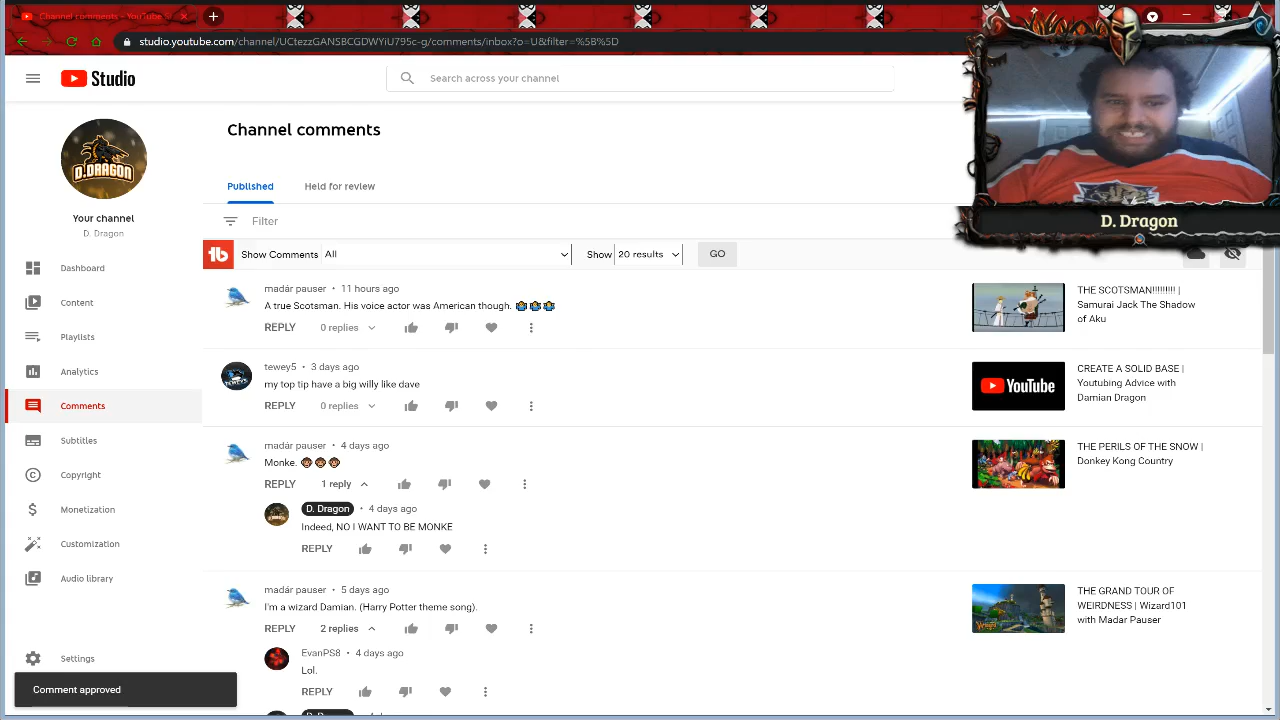 Channel comments - YouTube
studio.youtube.com/channel/UCtezzGANSBCGDWYiU795c-g/comments/inbox?o=U&filter=%5B%5D
Studio
Search across your channel
D.DRAGON
Your channel
D. Dragon
Dashboard
Content
Playlists
Analytics
Comments
Subtitles
Copyright
Monetization
Customization
Audio library
Settings
Comment approved
Channel comments
Published Held for review
Filter
Show Comments All Show 20 results GO
madár pauser • 11 hours ago
A true Scotsman. His voice actor was American though.
REPLY 0 replies
THE SCOTSMAN!!!!!!!!! |
Samurai Jack The Shadow
of Aku
TEWEY5
tewey5 • 3 days ago
my top tip have a big willy like dave
REPLY 0 replies
YouTube
CREATE A SOLID BASE |
Youtubing Advice with
Damian Dragon
madár pauser • 4 days ago
Monke.
REPLY 1 reply
THE PERILS OF THE SNOW |
Donkey Kong Country
D. Dragon • 4 days ago
Indeed, NO I WANT TO BE MONKE
REPLY
madár pauser • 5 days ago
I'm a wizard Damian. (Harry Potter theme song).
REPLY 2 replies
THE GRAND TOUR OF
WEIRDNESS | Wizard101
with Madar Pauser
EvanPS8 • 4 days ago
Lol.
REPLY
D. Dragon